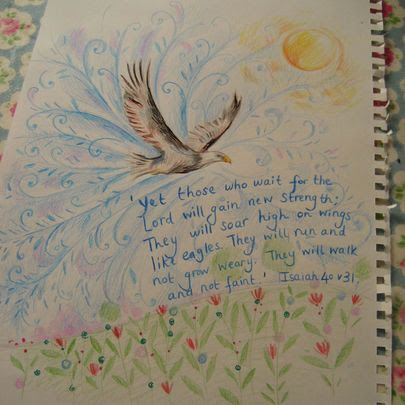 'Yet those who wait for the
Lord will gain new strength;
They will soar high on wings
like eagles. They will run and
not grow weary. They will walk
and not faint.' Isaiah 40 v 31.